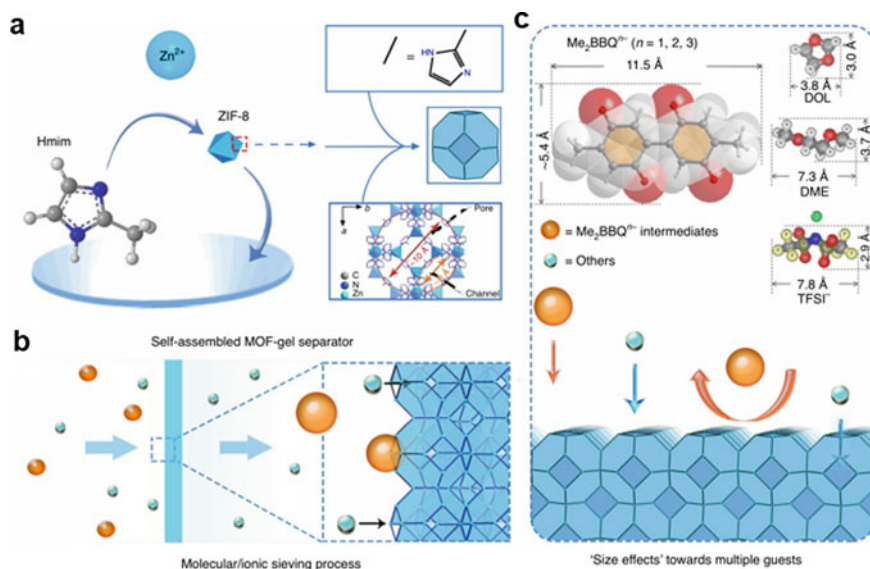 a
Zn2+
Hmim
ZIF-8
=
HN
N
b
a
Pore
~10 Å
C
N
Zn
Channel
b
Self-assembled MOF-gel separator
Molecular/ionic sieving process
c
Me2BBQn− (n = 1, 2, 3)
11.5 Å
~5.4 Å
3.0 Å
3.8 Å
DOL
3.7 Å
7.3 Å
DME
2.9 Å
7.8 Å
TFSI−
= Me2BBQn− intermediates
= Others
'Size effects' towards multiple guests